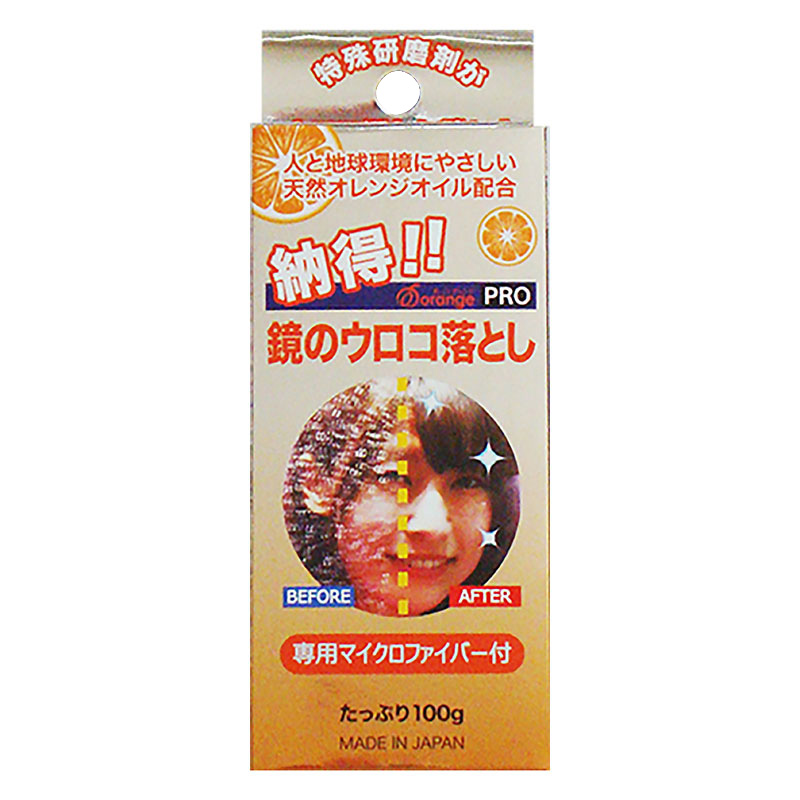 特殊研磨剤が
人と地球環境にやさしい
天然オレンジオイル配合
納得!!
orange PRO
鏡のウロコ落とし
BEFORE
AFTER
専用マイクロファイバー付
たっぷり100g
MADE IN JAPAN